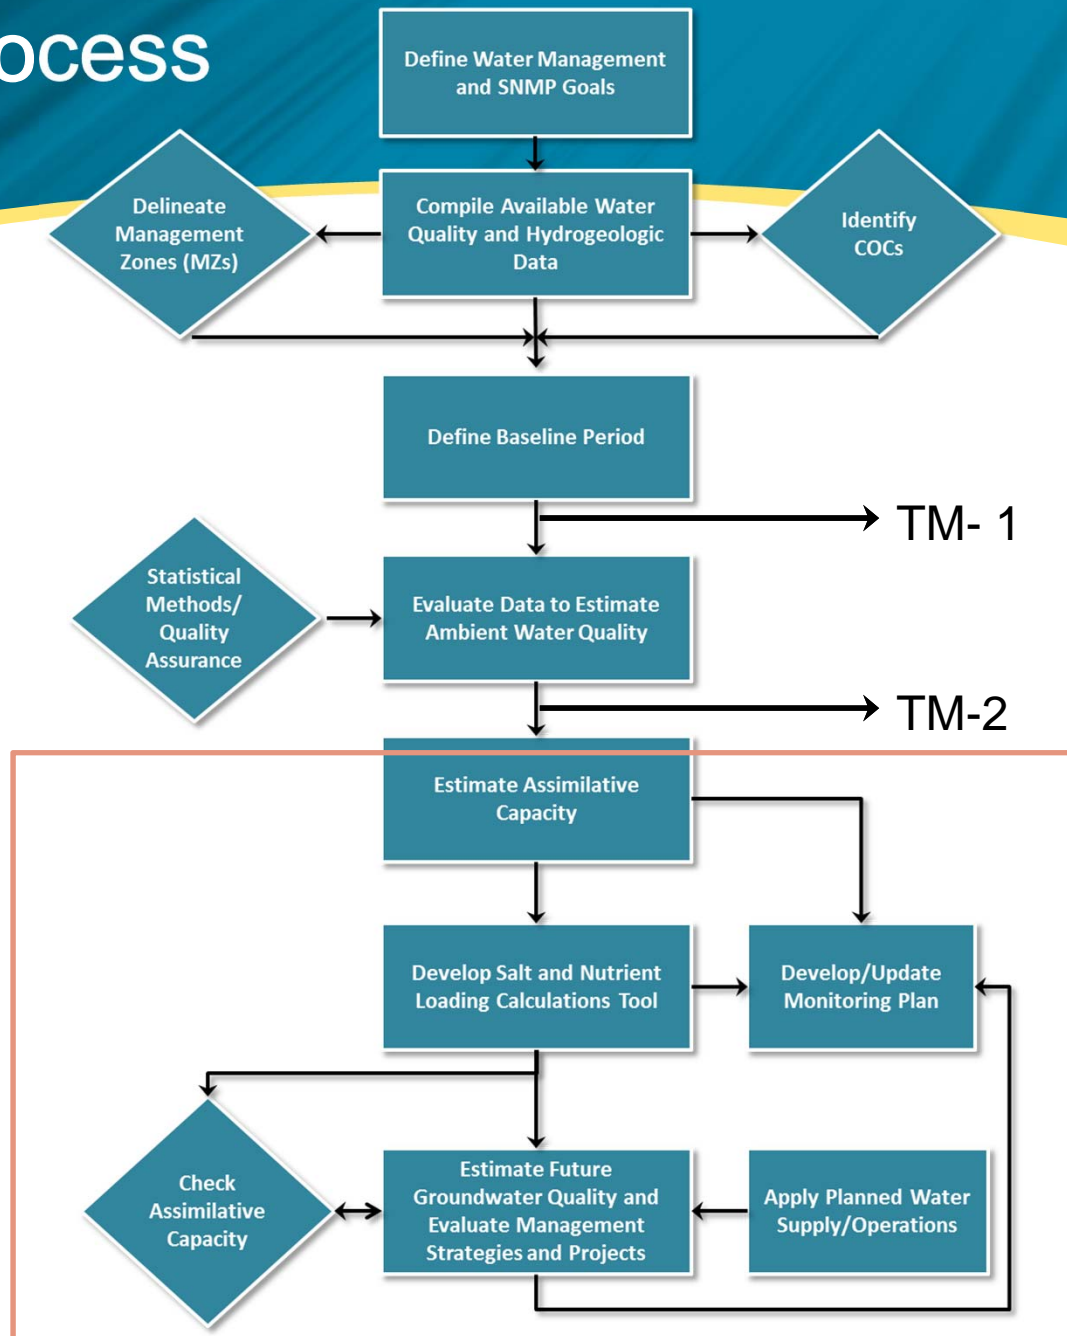 ocess
Define Water Management
and SNMP Goals
Delineate
Management
Zones (MZs)
Compile Available Water
Quality and Hydrogeologic
Data
Identify
COCs
Define Baseline Period
TM- 1
Statistical
Methods/
Quality
Assurance
Evaluate Data to Estimate
Ambient Water Quality
TM-2
Estimate Assimilative
Capacity
Develop Salt and Nutrient
Loading Calculations Tool
Develop/Update
Monitoring Plan
Check
Assimilative
Capacity
Estimate Future
Groundwater Quality and
Evaluate Management
Strategies and Projects
Apply Planned Water
Supply/Operations